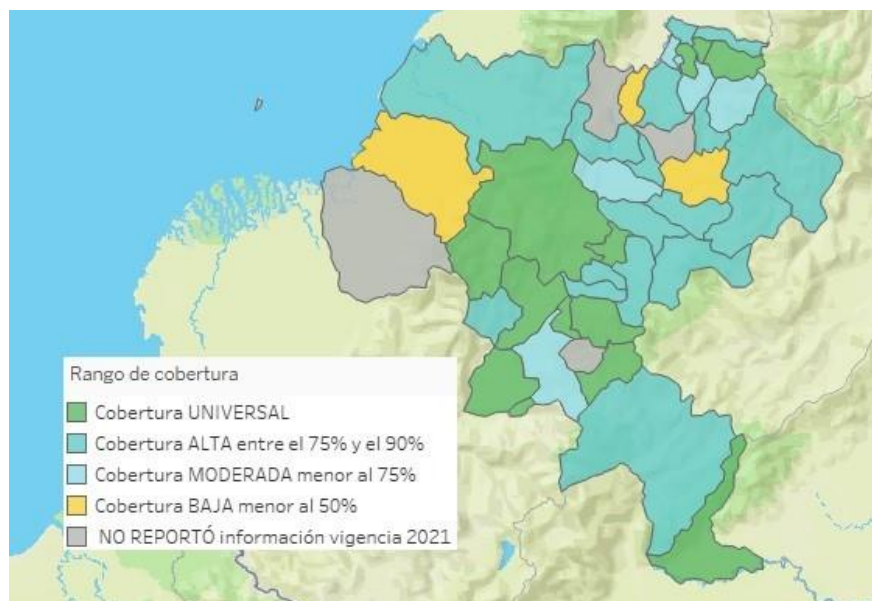 Rango de cobertura
Cobertura UNIVERSAL
Cobertura ALTA entre el 75% y el 90%
Cobertura MODERADA menor al 75%
Cobertura BAJA menor al 50%
NO REPORTÓ información vigencia 2021